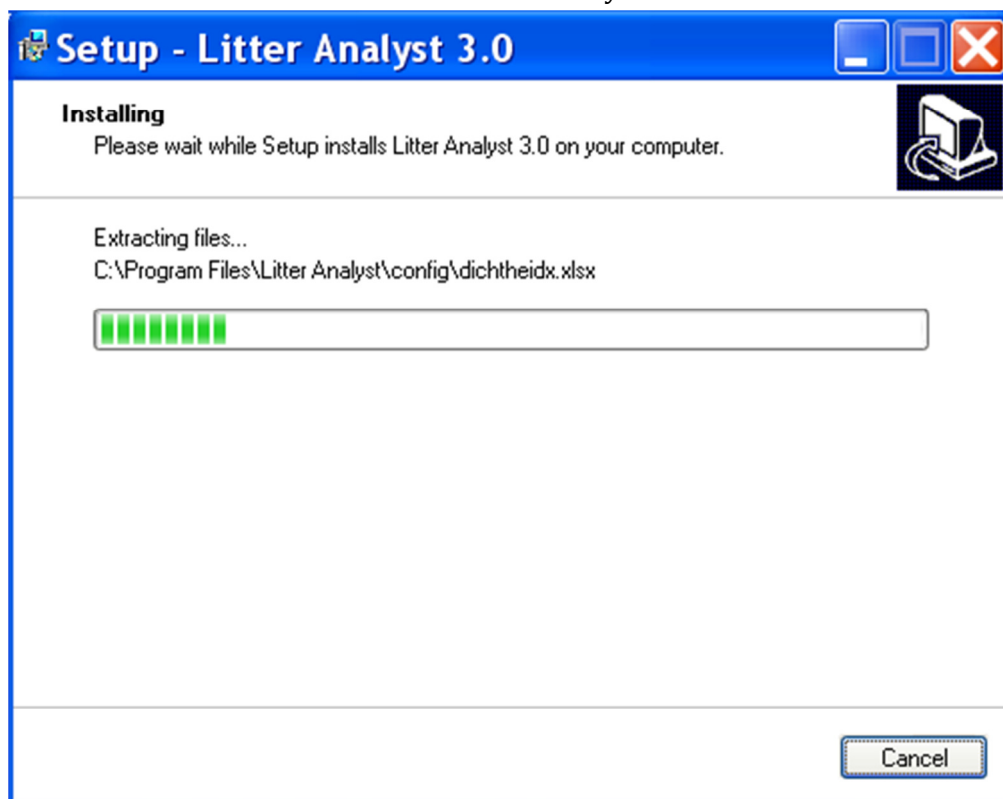 Setup - Litter Analyst 3.0
Installing
Please wait while Setup installs Litter Analyst 3.0 on your computer.
Extracting files...
C:\Program Files\Litter Analyst\config\dichtheidx.xlsx
Cancel